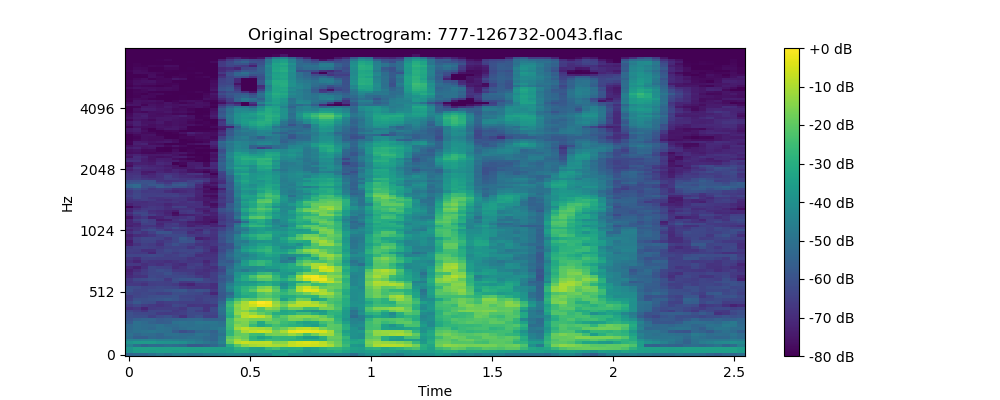 Original Spectrogram: 777-126732-0043.flac
Hz
4096
2048
1024
512
0
0 0.5 1 1.5 2 2.5
Time
+0 dB
-10 dB
-20 dB
-30 dB
-40 dB
-50 dB
-60 dB
-70 dB
-80 dB